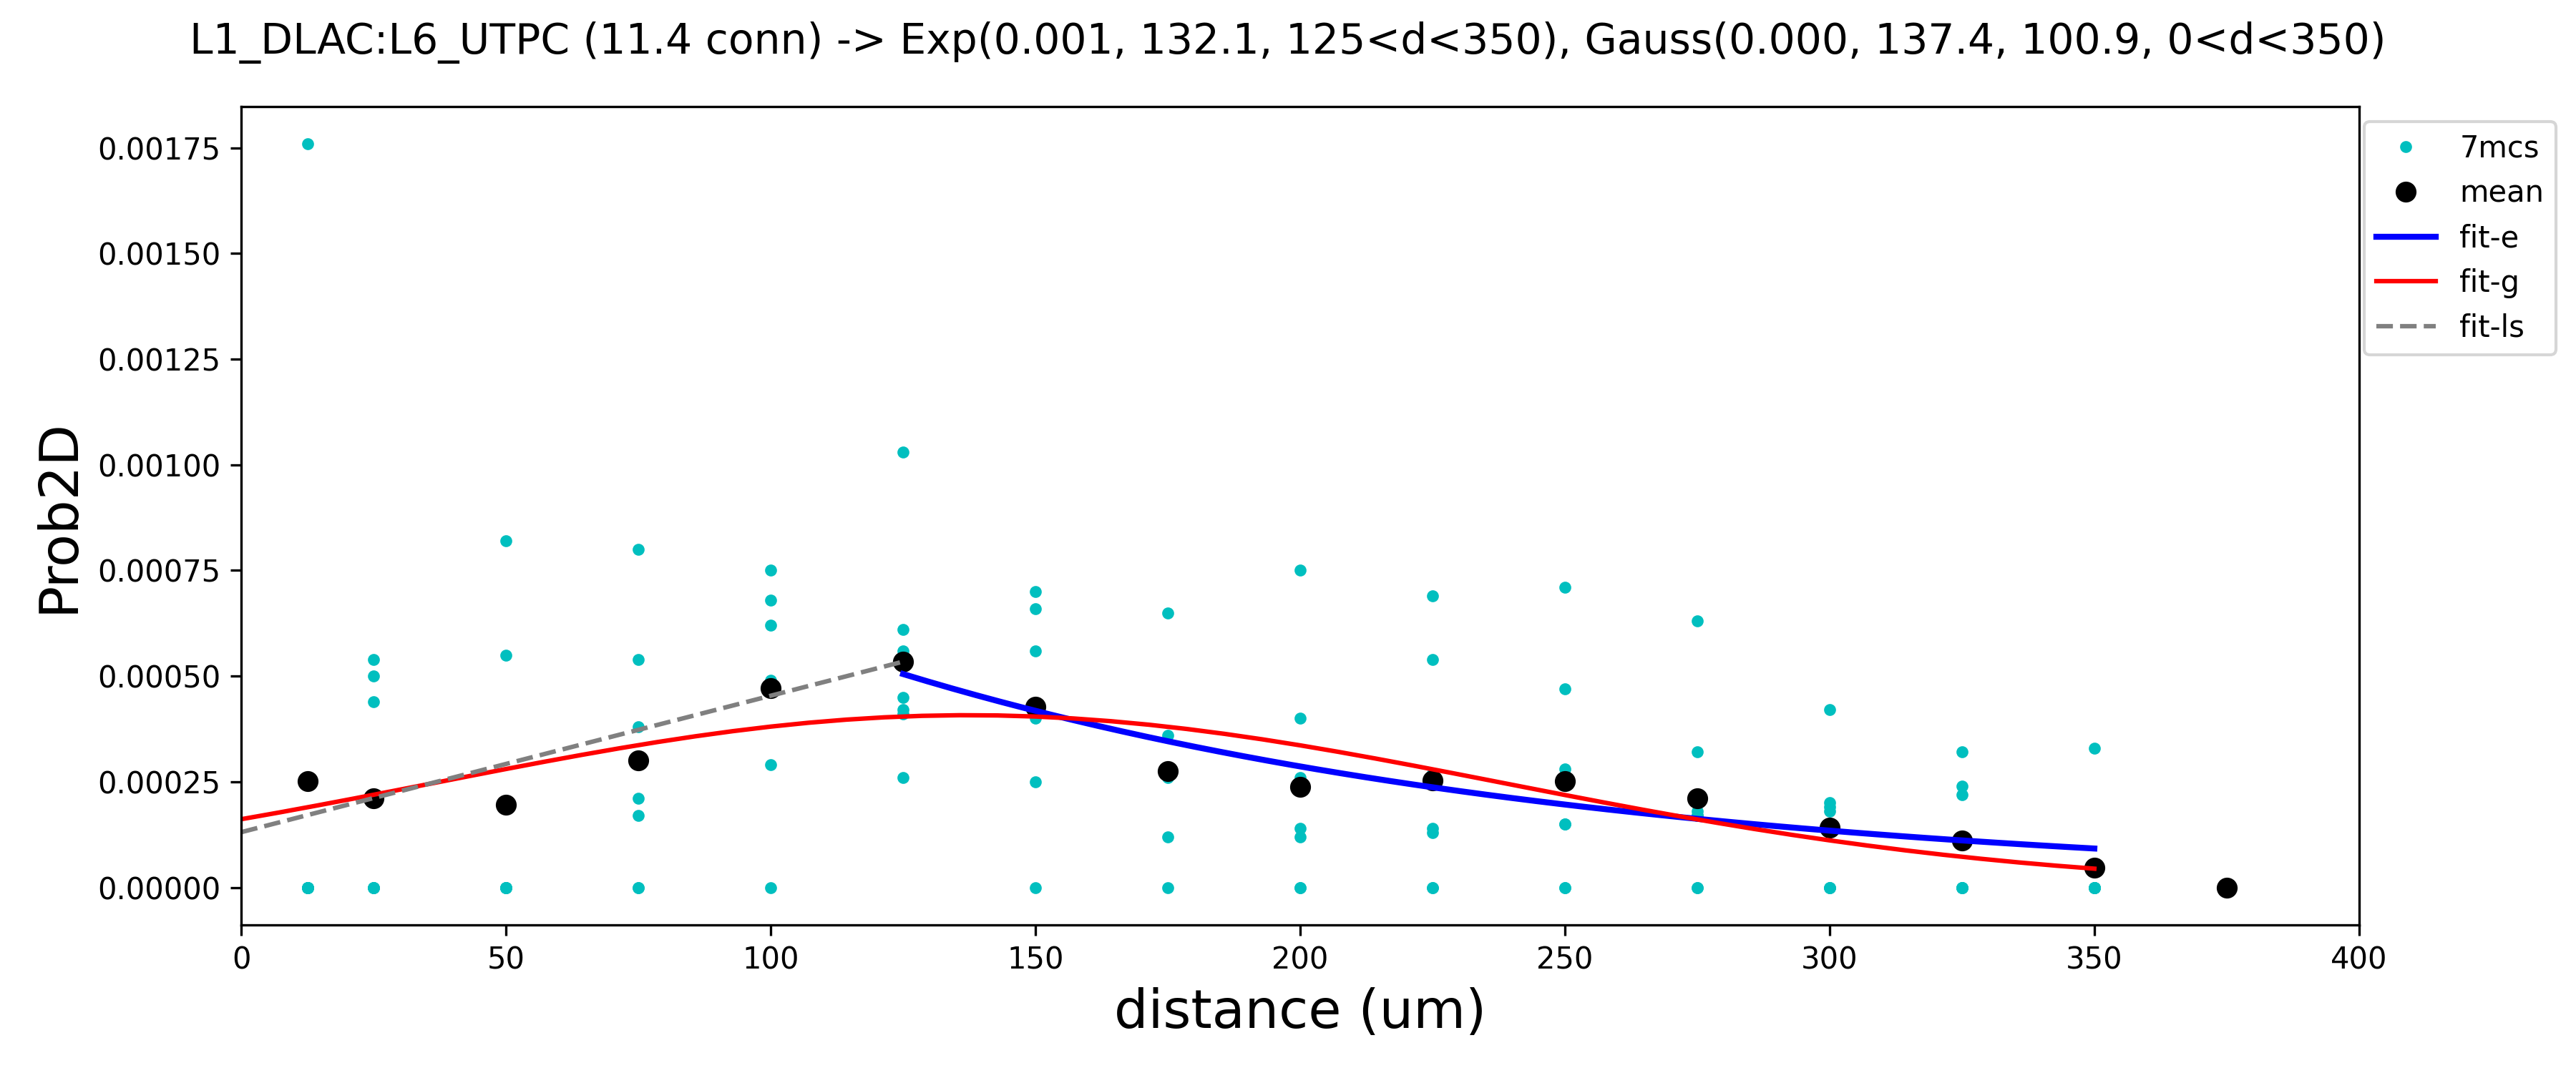 L1_DLAC:L6_UTPC (11.4 conn) -> Exp(0.001, 132.1, 125<d<350), Gauss(0.000, 137.4, 100.9, 0<d<350)
0.00175
0.00150
0.00125
0.00100
0.00075
0.00050
0.00025
0.00000
Prob2D
0 50 100 150 200 250 300 350 400
distance (um)
7mcs
mean
fit-e
fit-g
fit-ls